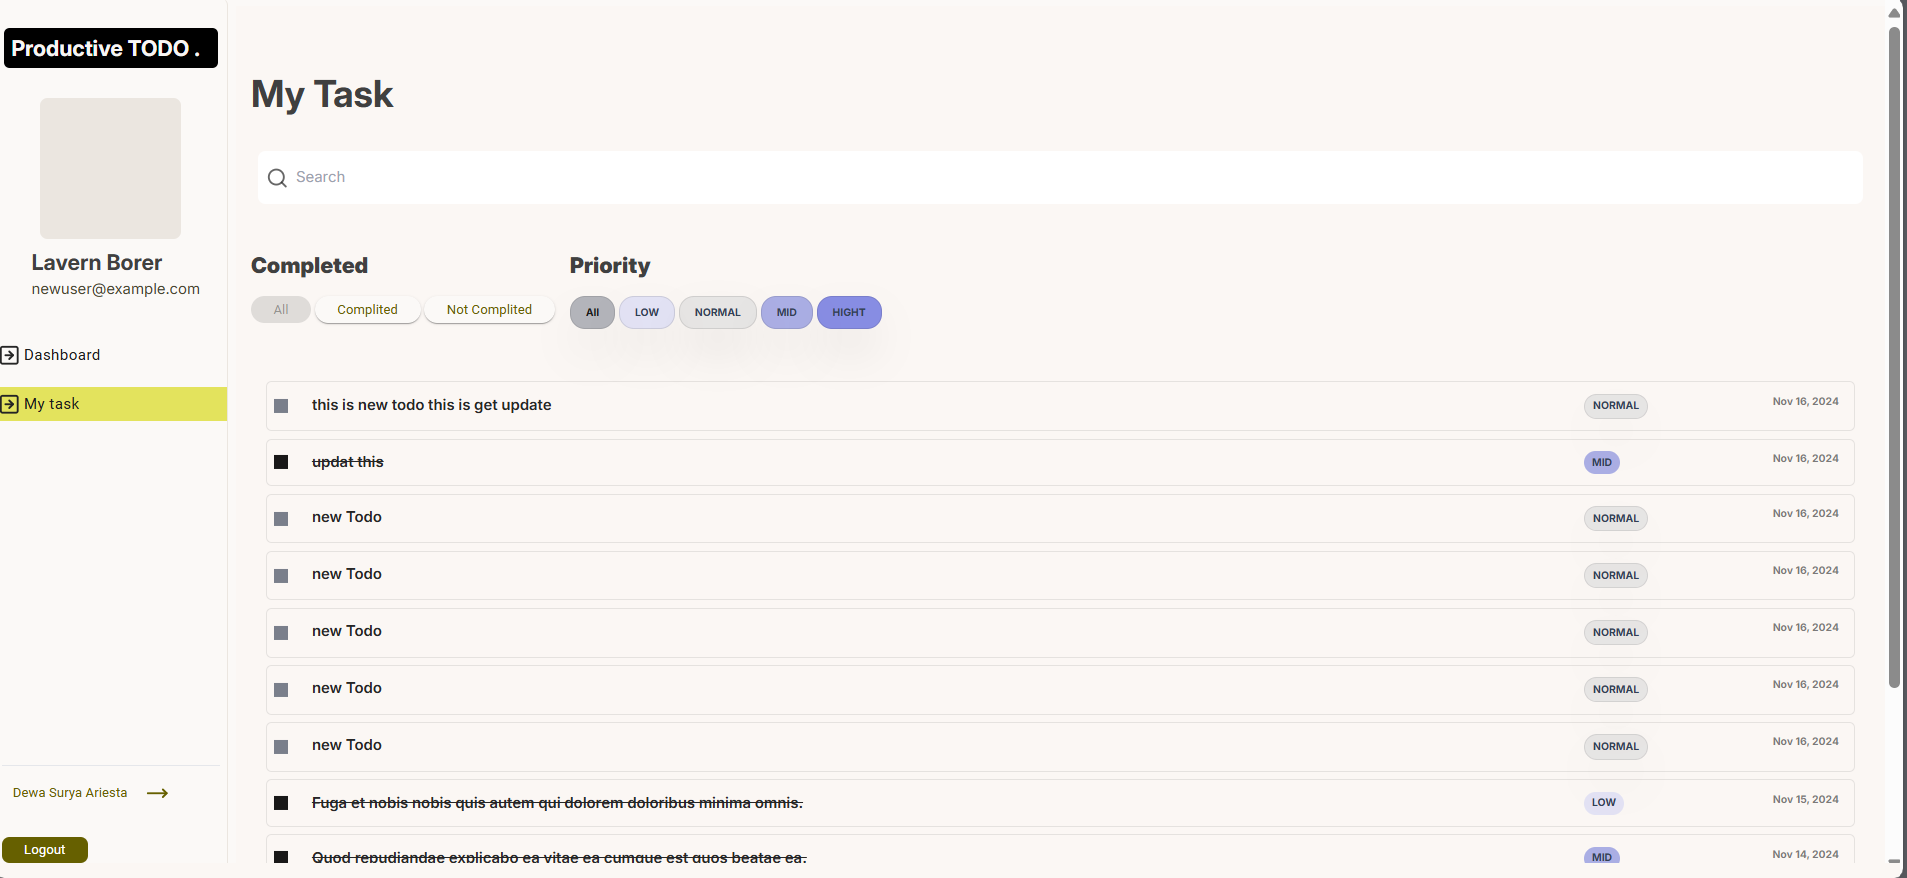 Productive TODO .
Lavern Borer
newuser@example.com
Dashboard
My task
Dewa Surya Ariesta
Logout
My Task
Search
Completed
All Complited Not Complited
Priority
All LOW NORMAL MID HIGHT
this is new todo this is get update NORMAL Nov 16, 2024
updat this MID Nov 16, 2024
new Todo NORMAL Nov 16, 2024
new Todo NORMAL Nov 16, 2024
new Todo NORMAL Nov 16, 2024
new Todo NORMAL Nov 16, 2024
new Todo NORMAL Nov 16, 2024
Fuga et nobis nobis quis autem qui dolorem doloribus minima omnis. LOW Nov 15, 2024
Quod repudiandae explicabo ea vitae ea cumque est quos beatae ea. MID Nov 14, 2024